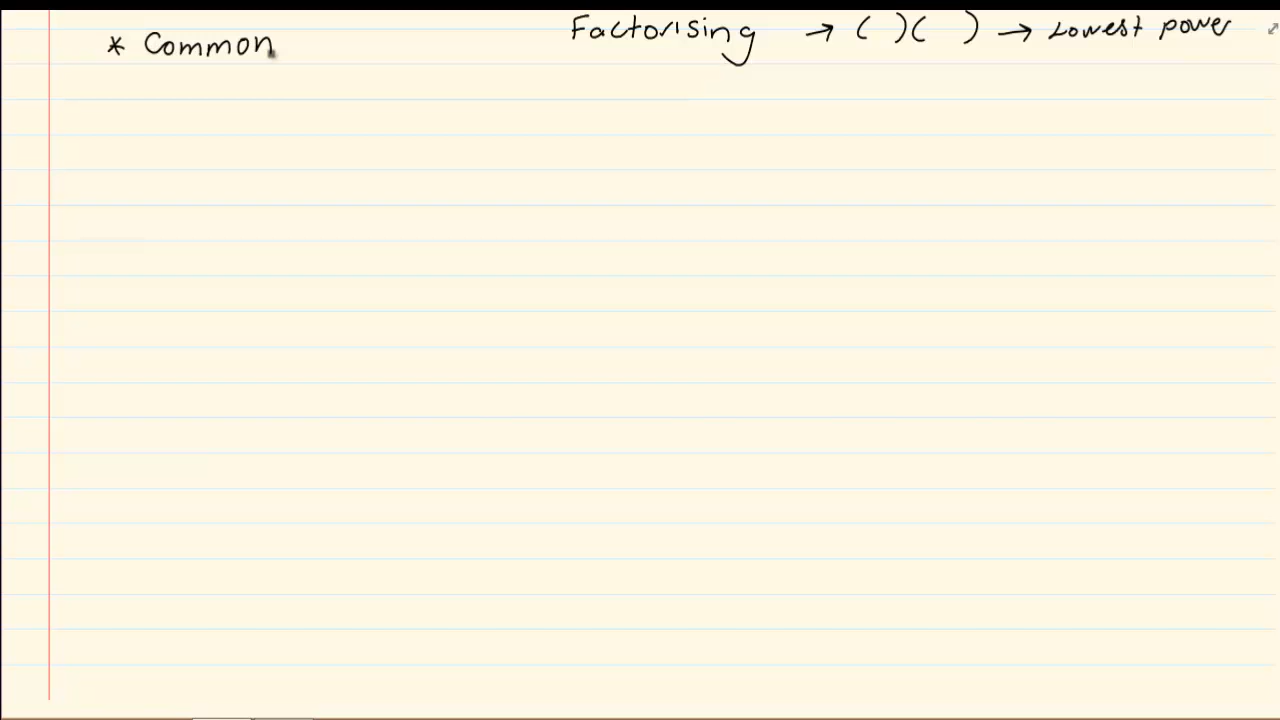 Factorising → ( )( ) → Lowest power
* Common